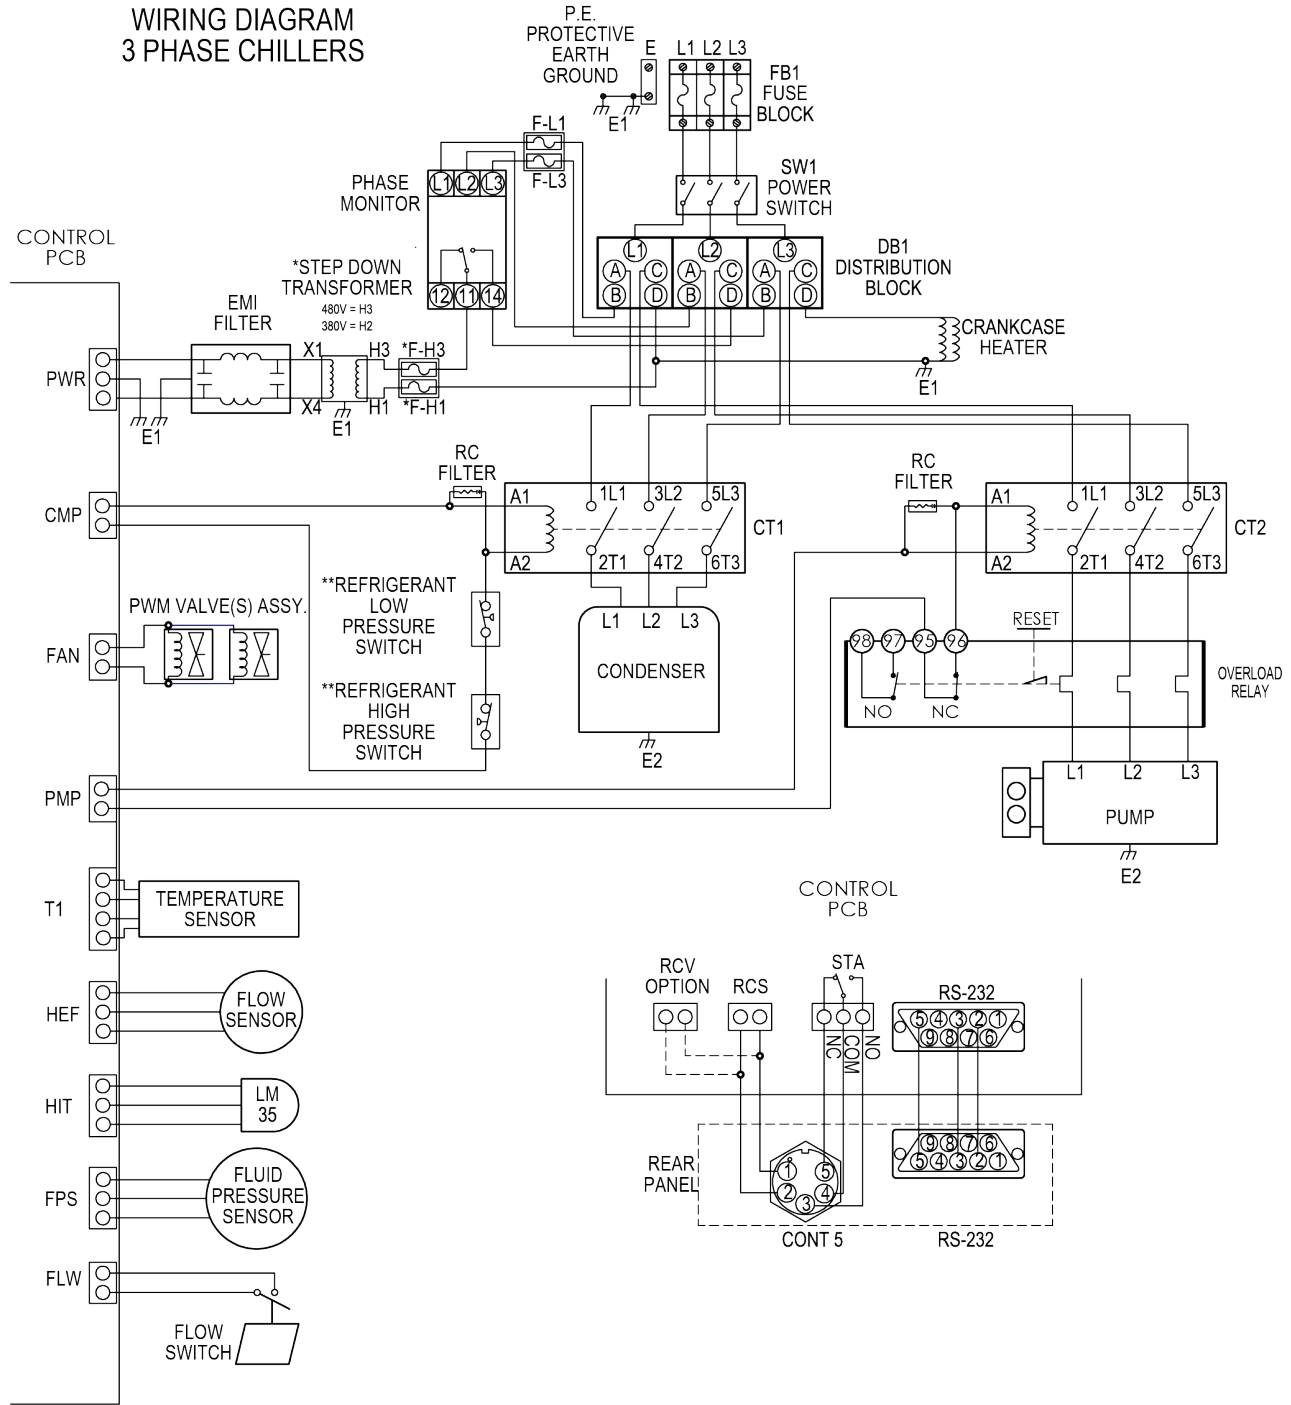 WIRING DIAGRAM
3 PHASE CHILLERS
P.E.
PROTECTIVE
EARTH
GROUND
E
E1
L1 L2 L3
FB1
FUSE
BLOCK
F-L1
F-L3
SW1
POWER
SWITCH
PHASE
MONITOR
L1 L2 L3
12 11 14
CONTROL
PCB
*STEP DOWN
TRANSFORMER
480V = H3
380V = H2
L1 L2 L3
A C A C A C
B D B D B D
DB1
DISTRIBUTION
BLOCK
EMI
FILTER
X1
X4
H3
H1
*F-H3
*F-H1
CRANKCASE
HEATER
E1
PWR
E1
E1
RC
FILTER
RC
FILTER
CMP
A1
A2
1L1 3L2 5L3
2T1 4T2 6T3
CT1
A1
A2
1L1 3L2 5L3
2T1 4T2 6T3
CT2
**REFRIGERANT
LOW
PRESSURE
SWITCH
PWM VALVE(S) ASSY.
FAN
L1 L2 L3
CONDENSER
E2
RESET
98 97 95 96
NO
NC
OVERLOAD
RELAY
**REFRIGERANT
HIGH
PRESSURE
SWITCH
PMP
L1 L2 L3
PUMP
E2
T1
TEMPERATURE
SENSOR
CONTROL
PCB
HEF
FLOW
SENSOR
RCV
OPTION
RCS
STA
NC
COM
NO
RS-232
5 4 3 2 1
9 8 7 6
HIT
LM
35
REAR
PANEL
1 5
2 4
3
9 8 7 6
5 4 3 2 1
CONT 5
RS-232
FPS
FLUID
PRESSURE
SENSOR
FLW
FLOW
SWITCH